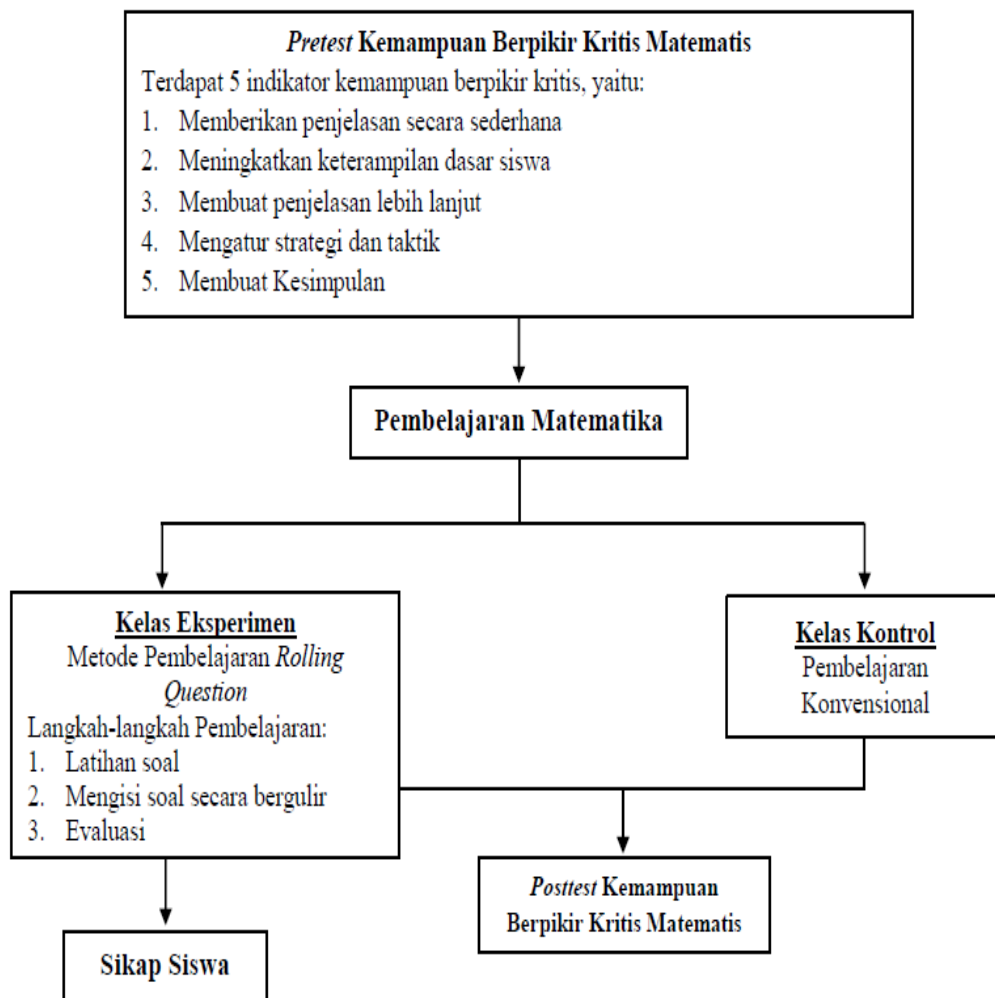 Pretest Kemampuan Berpikir Kritis Matematis
Terdapat 5 indikator kemampuan berpikir kritis, yaitu:
1. Memberikan penjelasan secara sederhana
2. Meningkatkan keterampilan dasar siswa
3. Membuat penjelasan lebih lanjut
4. Mengatur strategi dan taktik
5. Membuat Kesimpulan
Pembelajaran Matematika
Kelas Eksperimen
Metode Pembelajaran Rolling
Question
Langkah-langkah Pembelajaran:
1. Latihan soal
2. Mengisi soal secara bergulir
3. Evaluasi
Kelas Kontrol
Pembelajaran
Konvensional
Posttest Kemampuan
Berpikir Kritis Matematis
Sikap Siswa